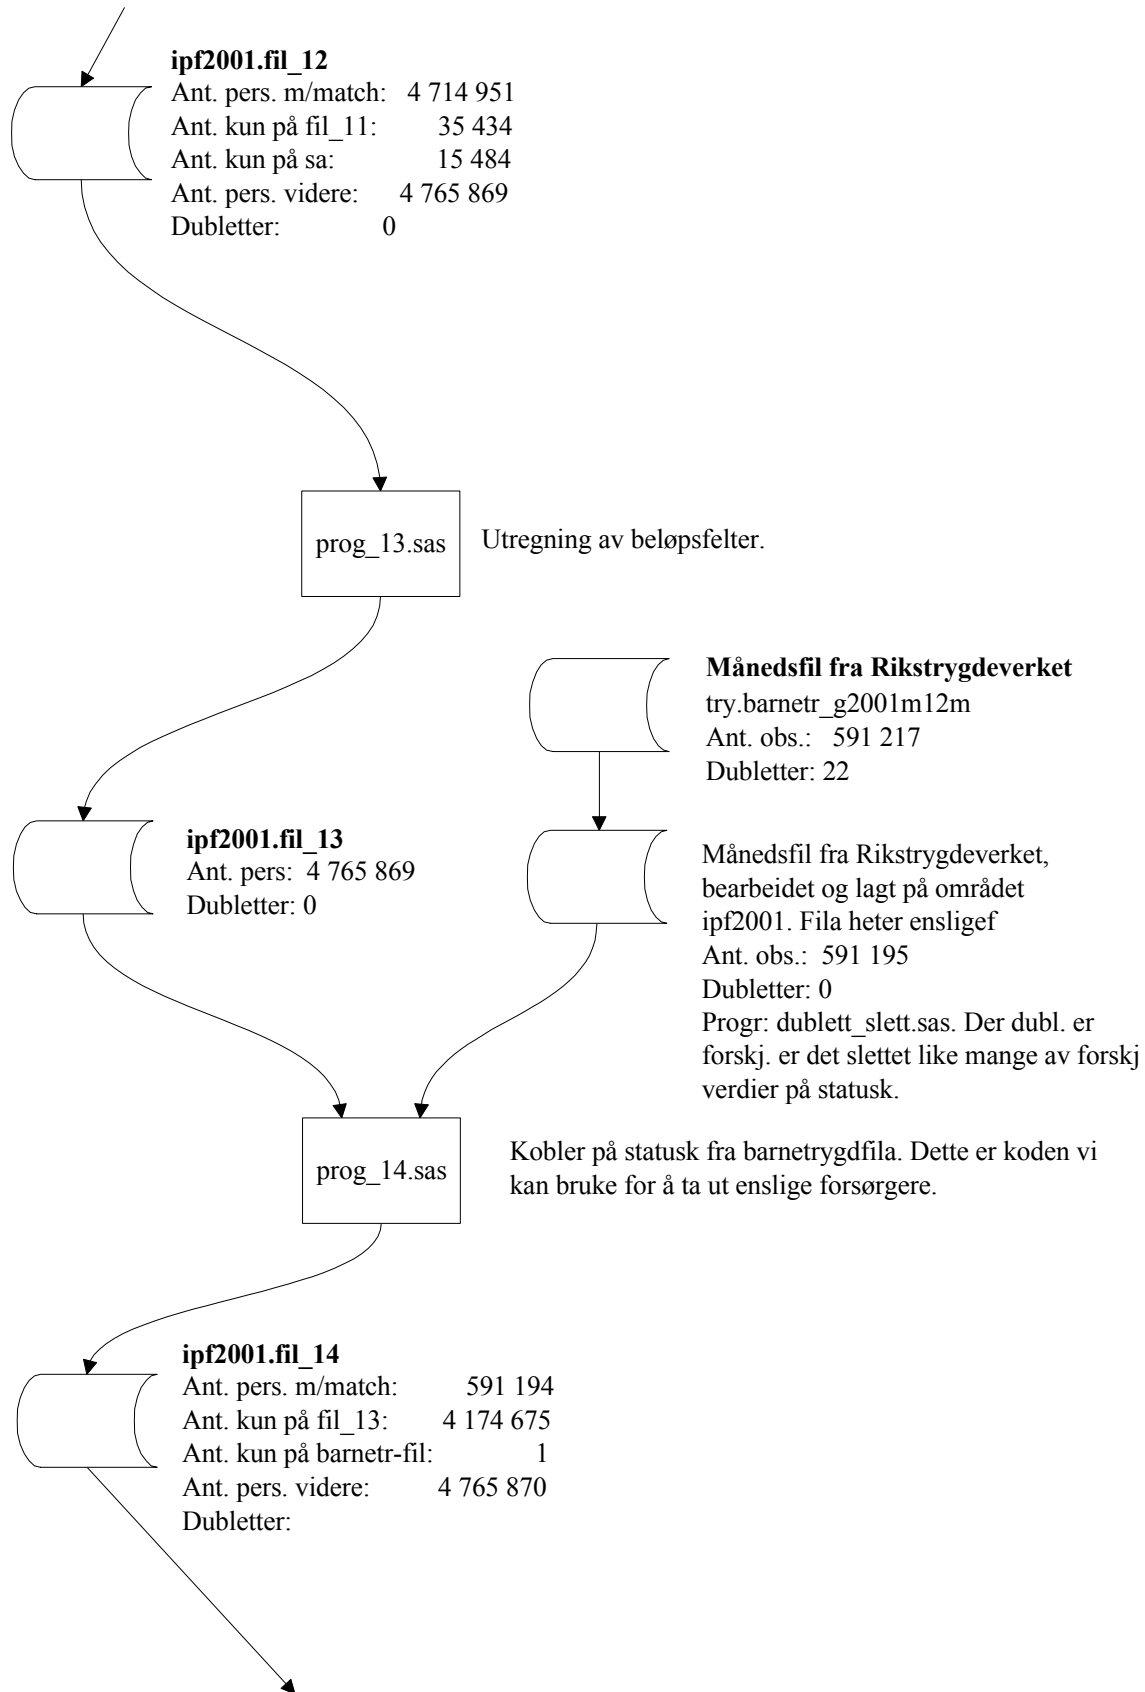 ipf2001.fil_12
Ant. pers. m/match: 4 714 951
Ant. kun på fil_11: 35 434
Ant. kun på sa: 15 484
Ant. pers. videre: 4 765 869
Dubletter: 0
prog_13.sas
Utregning av beløpsfelter.
Månedsfil fra Rikstrygdeverket
try.barnetr_g2001m12m
Ant. obs.: 591 217
Dubletter: 22
ipf2001.fil_13
Ant. pers: 4 765 869
Dubletter: 0
Månedsfil fra Rikstrygdeverket,
bearbeidet og lagt på området
ipf2001. Fila heter ensligef
Ant. obs.: 591 195
Dubletter: 0
Progr: dublett_slett.sas. Der dubl. er
forskj. er det slettet like mange av forskj
verdier på statusk.
prog_14.sas
Kobler på statusk fra barnetrygdfila. Dette er koden vi
kan bruke for å ta ut enslige forsørgere.
ipf2001.fil_14
Ant. pers. m/match: 591 194
Ant. kun på fil_13: 4 174 675
Ant. kun på barnetr-fil: 1
Ant. pers. videre: 4 765 870
Dubletter: